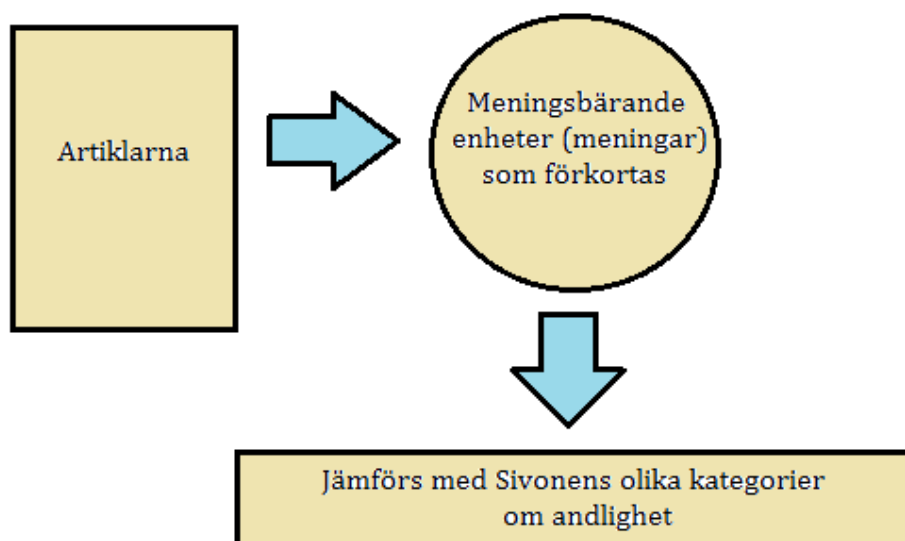 Artiklarna
Meningsbärande
enheter (meningar)
som förkortas
Jämförs med Sivonens olika kategorier
om andlighet